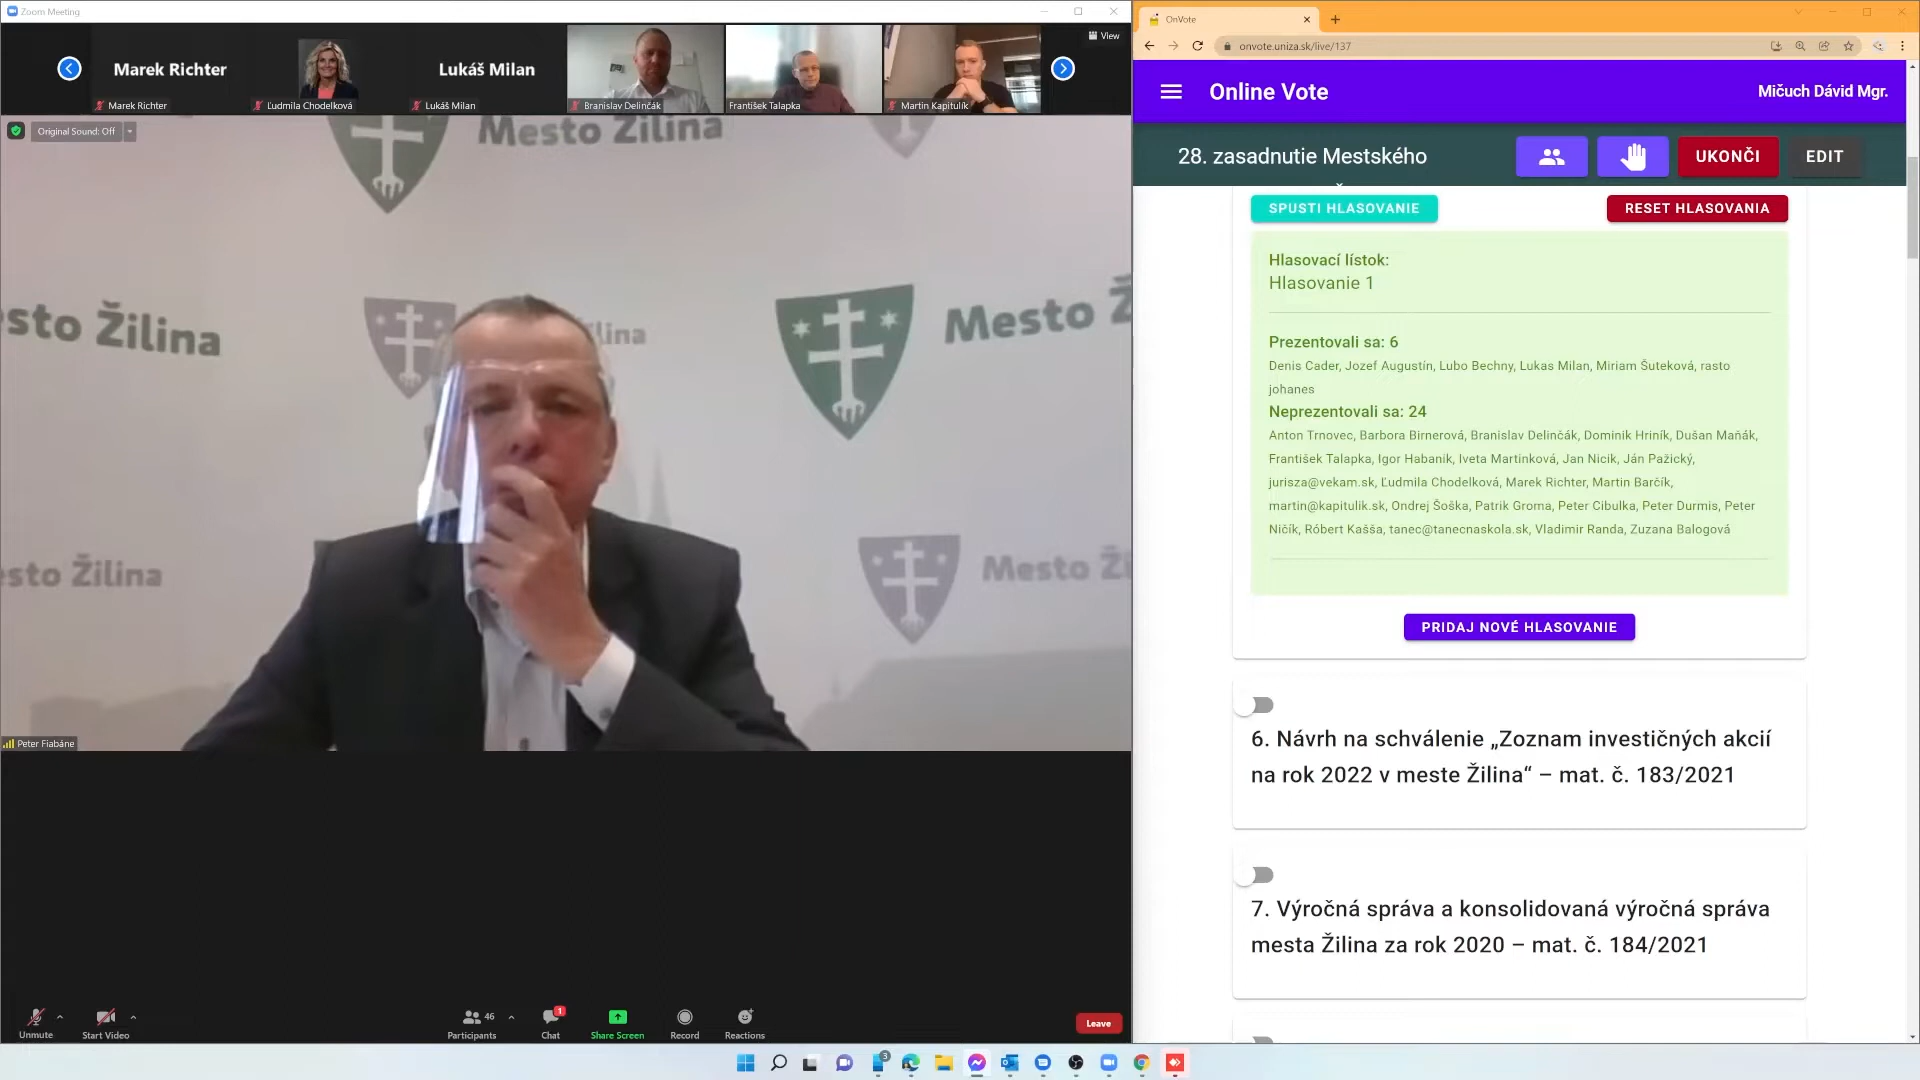 Zoom Meeting
Marek Richter
Lukáš Milan
View
Marek Richter
Ľudmila Chodelková
Lukáš Milan
Branislav Delinčák
František Talapka
Martin Kapitulík
Original Sound: Off
Mesto Žilina
sto Žilina
lina
Mesto Ž
esto Žilina
Mesto Ži
Peter Fiabáne
Unmute
Start Video
46
Participants
1
Chat
Share Screen
Record
Reactions
Leave
OnVote
onvote.uniza.sk/live/137
Online Vote
Mičuch Dávid Mgr.
28. zasadnutie Mestského
UKONČI
EDIT
SPUSTI HLASOVANIE
RESET HLASOVANIA
Hlasovací lístok:
Hlasovanie 1
Prezentovali sa: 6
Denis Cader, Jozef Augustín, Lubo Bechny, Lukas Milan, Miriam Šuteková, rasto
johanes
Neprezentovali sa: 24
Anton Trnovec, Barbora Birnerová, Branislav Delinčák, Dominik Hriník, Dušan Maňák,
František Talapka, Igor Habanik, Iveta Martinková, Jan Nicik, Ján Pažický,
jurisza@vekam.sk, Ľudmila Chodelková, Marek Richter, Martin Barčík,
martin@kapitulik.sk, Ondrej Šoška, Patrik Groma, Peter Cibulka, Peter Durmis, Peter
Ničík, Róbert Kašša, tanec@tanecnaskola.sk, Vladimir Randa, Zuzana Balogová
PRIDAJ NOVÉ HLASOVANIE
6. Návrh na schválenie „Zoznam investičných akcií
na rok 2022 v meste Žilina“ – mat. č. 183/2021
7. Výročná správa a konsolidovaná výročná správa
mesta Žilina za rok 2020 – mat. č. 184/2021
3